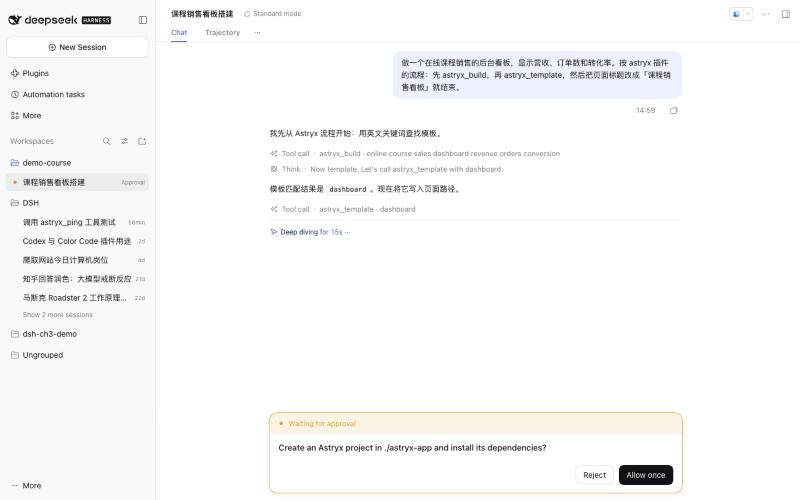 deepseek HARNESS
New Session
Plugins
Automation tasks
More
Workspaces
demo-course
课程销售看板搭建 Approval
DSH
调用 astryx_ping 工具测试 56min
Codex 与 Color Code 插件用途 2d
爬取网站今日计算机岗位 4d
知乎回答润色：大模型戒断反应 21d
马斯克 Roadster 2 工作原理... 22d
Show 2 more sessions
dsh-ch3-demo
Ungrouped
More
课程销售看板搭建 Standard mode
Chat Trajectory
做一个在线课程销售的后台看板，显示营收、订单数和转化率。按 astryx 插件
的流程：先 astryx_build，再 astryx_template，然后把页面标题改成「课程销
售看板」就结束。
14:59
我先从 Astryx 流程开始：用英文关键词查找模板。
Tool call · astryx_build · online course sales dashboard revenue orders conversion
Think · Now template. Let's call astryx_template with dashboard.
模板匹配结果是 dashboard 。现在将它写入页面路径。
Tool call · astryx_template · dashboard
Deep diving for 15s ···
Waiting for approval
Create an Astryx project in ./astryx-app and install its dependencies?
Reject Allow once